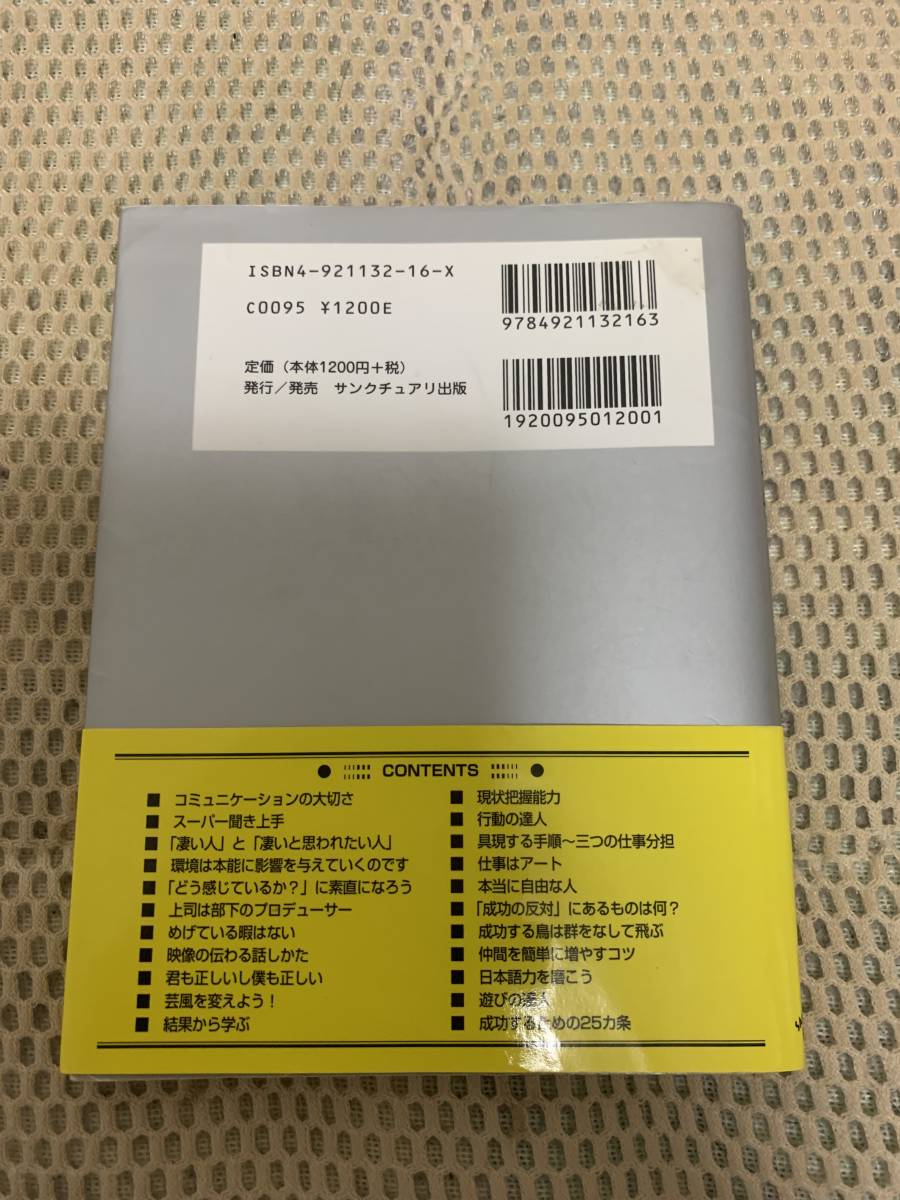 ISBN4-921132-16-X
C0095 ¥1200E
定価（本体1200円＋税）
発行／発売　サンクチュアリ出版
9784921132163
1920095012001
CONTENTS
■ コミュニケーションの大切さ
■ スーパー聞き上手
■ 「凄い人」と「凄いと思われたい人」
■ 環境は本能に影響を与えていくのです
■ 「どう感じているか？」に素直になろう
■ 上司は部下のプロデューサー
■ めげている暇はない
■ 映像の伝わる話しかた
■ 君も正しいし僕も正しい
■ 芸風を変えよう！
■ 結果から学ぶ
■ 現状把握能力
■ 行動の達人
■ 具現する手順〜三つの仕事分担
■ 仕事はアート
■ 本当に自由な人
■ 「成功の反対」にあるものは何？
■ 成功する鳥は群をなして飛ぶ
■ 仲間を簡単に増やすコツ
■ 日本語力を磨こう
■ 遊びの達人
■ 成功するための25カ条